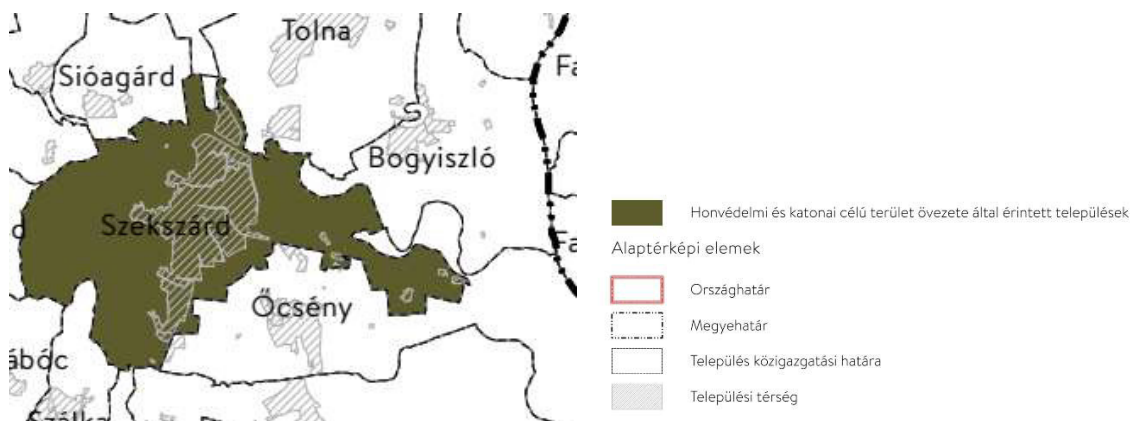 Tolna
Sióagárd
Bogyiszló
Szekszárd
Őcsény
Honvédelmi és katonai célú terület övezete által érintett települések
Alaptérképi elemek
Országhatár
Megyehatár
Település közigazgatási határa
Települési térség